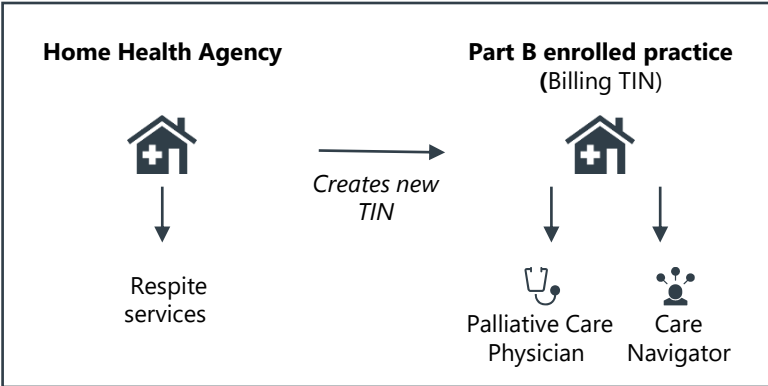 Home Health Agency
Part B enrolled practice
(Billing TIN)
Creates new
TIN
Respite
services
Palliative Care
Physician
Care
Navigator